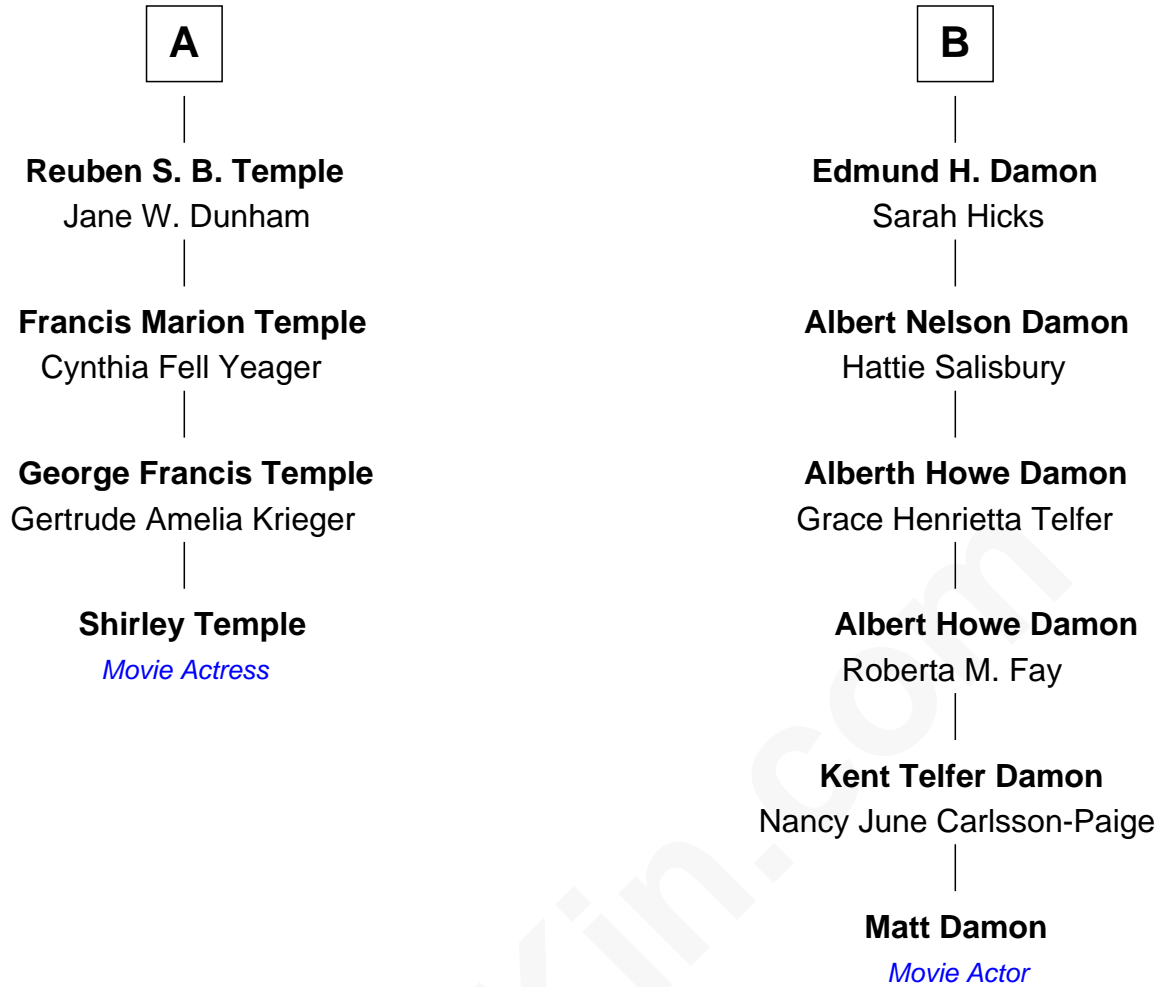 A
Reuben S. B. Temple
Jane W. Dunham
Francis Marion Temple
Cynthia Fell Yeager
George Francis Temple
Gertrude Amelia Krieger
Shirley Temple
Movie Actress
B
Edmund H. Damon
Sarah Hicks
Albert Nelson Damon
Hattie Salisbury
Alberth Howe Damon
Grace Henrietta Telfer
Albert Howe Damon
Roberta M. Fay
Kent Telfer Damon
Nancy June Carlsson-Paige
Matt Damon
Movie Actor
Kin.com